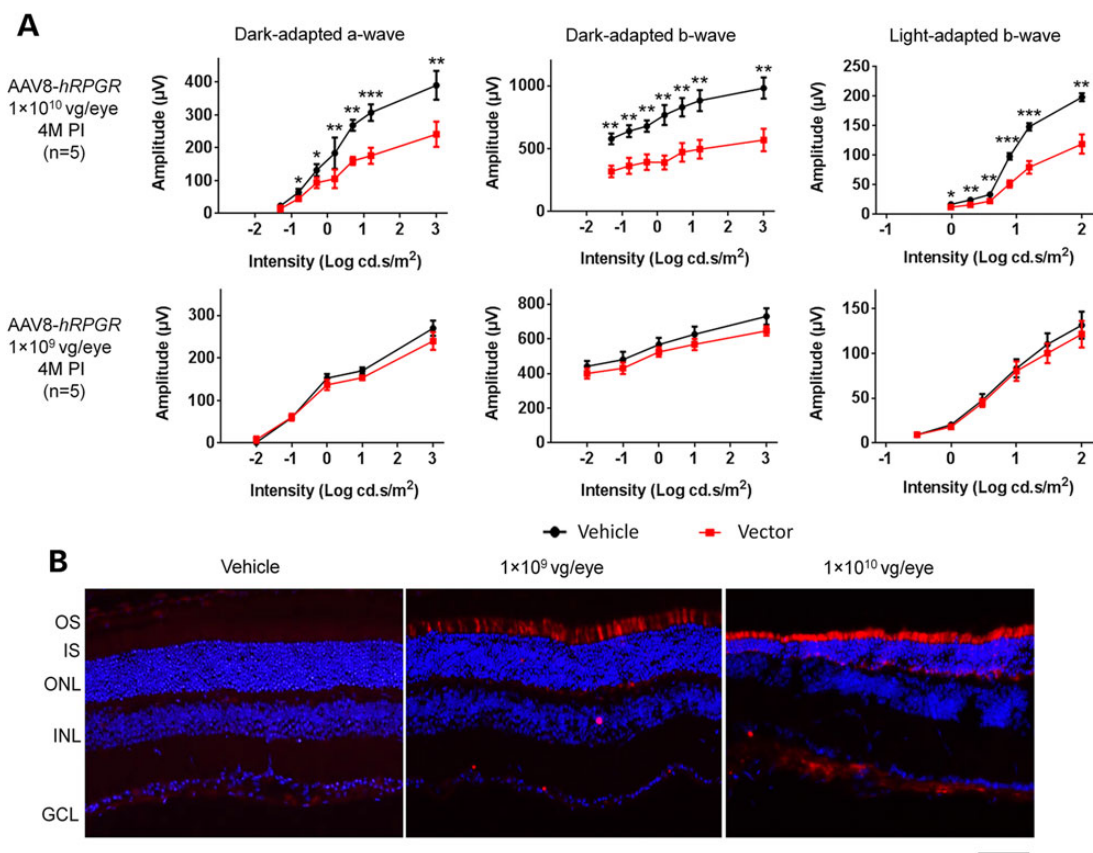 A
Dark-adapted a-wave
Dark-adapted b-wave
Light-adapted b-wave
AAV8-hRPGR
1×10¹⁰ vg/eye
4M PI
(n=5)
Amplitude (µV)
400
300
200
100
0
* * ** ** *** **
-2 -1 0 1 2 3
Intensity (Log cd.s/m²)
Amplitude (µV)
1000
500
0
** ** ** ** ** ** **
-2 -1 0 1 2 3
Intensity (Log cd.s/m²)
Amplitude (µV)
250
200
150
100
50
0
* ** ** *** *** **
-1 0 1 2
Intensity (Log cd.s/m²)
AAV8-hRPGR
1×10⁹ vg/eye
4M PI
(n=5)
Amplitude (µV)
300
200
100
0
-2 -1 0 1 2 3
Intensity (Log cd.s/m²)
Amplitude (µV)
800
600
400
200
0
-2 -1 0 1 2 3
Intensity (Log cd.s/m²)
Amplitude (µV)
150
100
50
0
-1 0 1 2
Intensity (Log cd.s/m²)
Vehicle Vector
B
Vehicle
1×10⁹ vg/eye
1×10¹⁰ vg/eye
OS
IS
ONL
INL
GCL